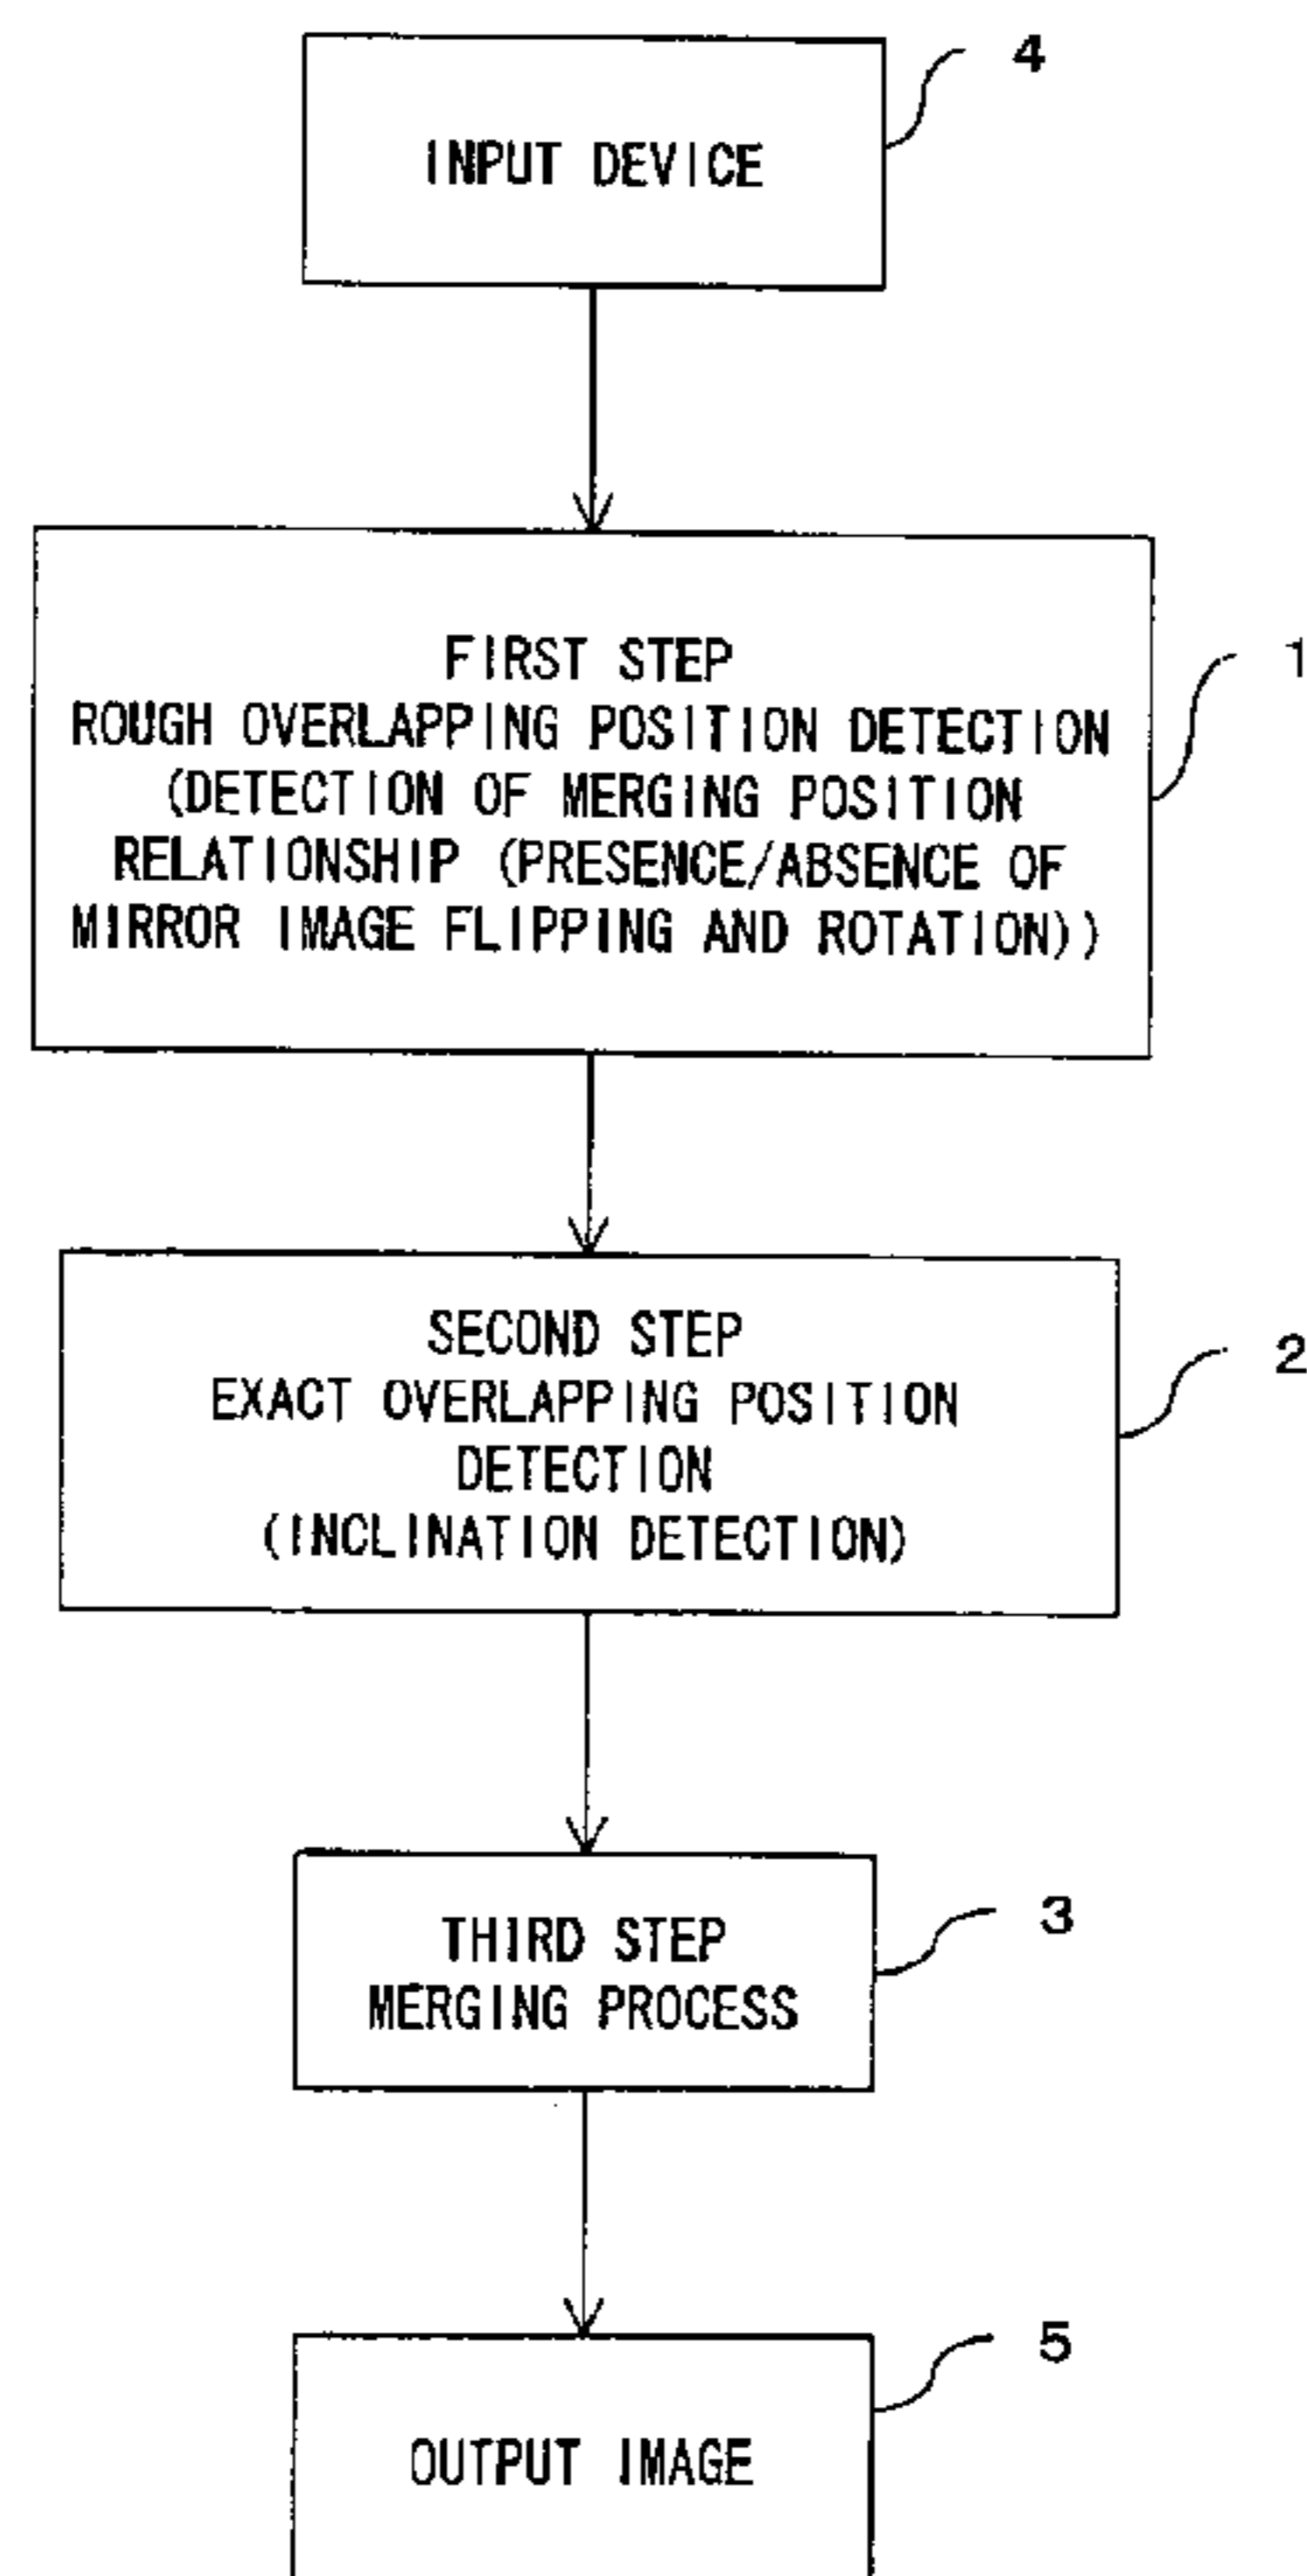 4
INPUT DEVICE
1
FIRST STEP
ROUGH OVERLAPPING POSITION DETECTION
(DETECTION OF MERGING POSITION
RELATIONSHIP (PRESENCE/ABSENCE OF
MIRROR IMAGE FLIPPING AND ROTATION))
2
SECOND STEP
EXACT OVERLAPPING POSITION
DETECTION
(INCLINATION DETECTION)
3
THIRD STEP
MERGING PROCESS
5
OUTPUT IMAGE